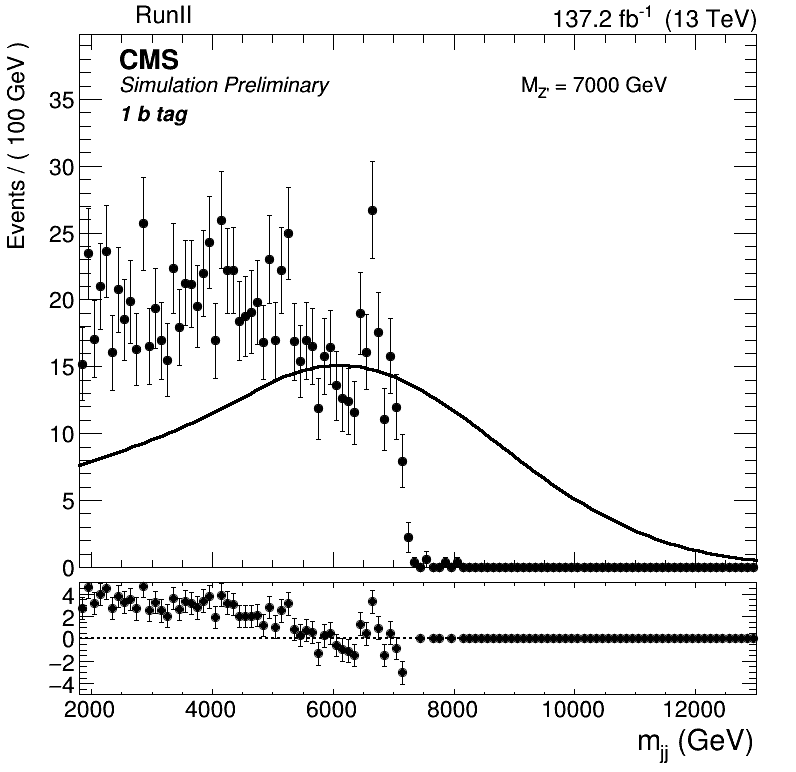 RunII 137.2 fb⁻¹ (13 TeV)
CMS
Simulation Preliminary
M_Z' = 7000 GeV
1 b tag
Events / ( 100 GeV )
35
30
25
20
15
10
5
0
4
2
0
−2
−4
2000 4000 6000 8000 10000 12000
m_jj (GeV)